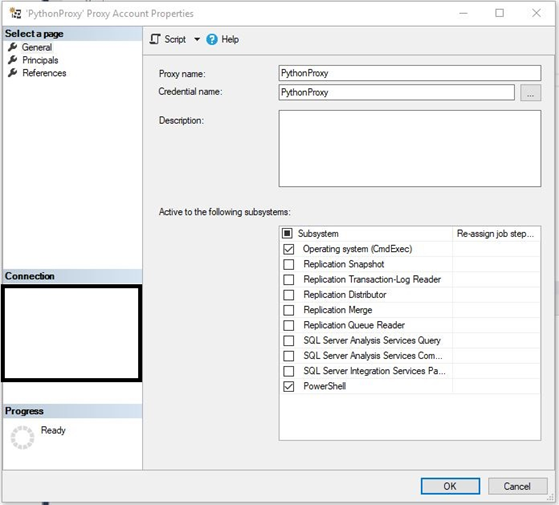 'PythonProxy' Proxy Account Properties
Select a page
General
Principals
References
Script
Help
Proxy name:
PythonProxy
Credential name:
PythonProxy
...
Description:
Active to the following subsystems:
Subsystem
Re-assign job step...
Operating system (CmdExec)
Replication Snapshot
Replication Transaction-Log Reader
Replication Distributor
Replication Merge
Replication Queue Reader
SQL Server Analysis Services Query
SQL Server Analysis Services Com...
SQL Server Integration Services Pa...
PowerShell
Connection
Progress
Ready
OK
Cancel